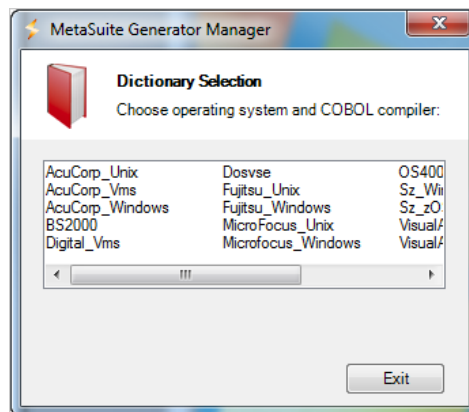 MetaSuite Generator Manager
Dictionary Selection
Choose operating system and COBOL compiler:
AcuCorp_Unix Dosvse OS400
AcuCorp_Vms Fujitsu_Unix
AcuCorp_Windows Fujitsu_Windows
BS2000 MicroFocus_Unix
Digital_Vms Microfocus_Windows
Exit